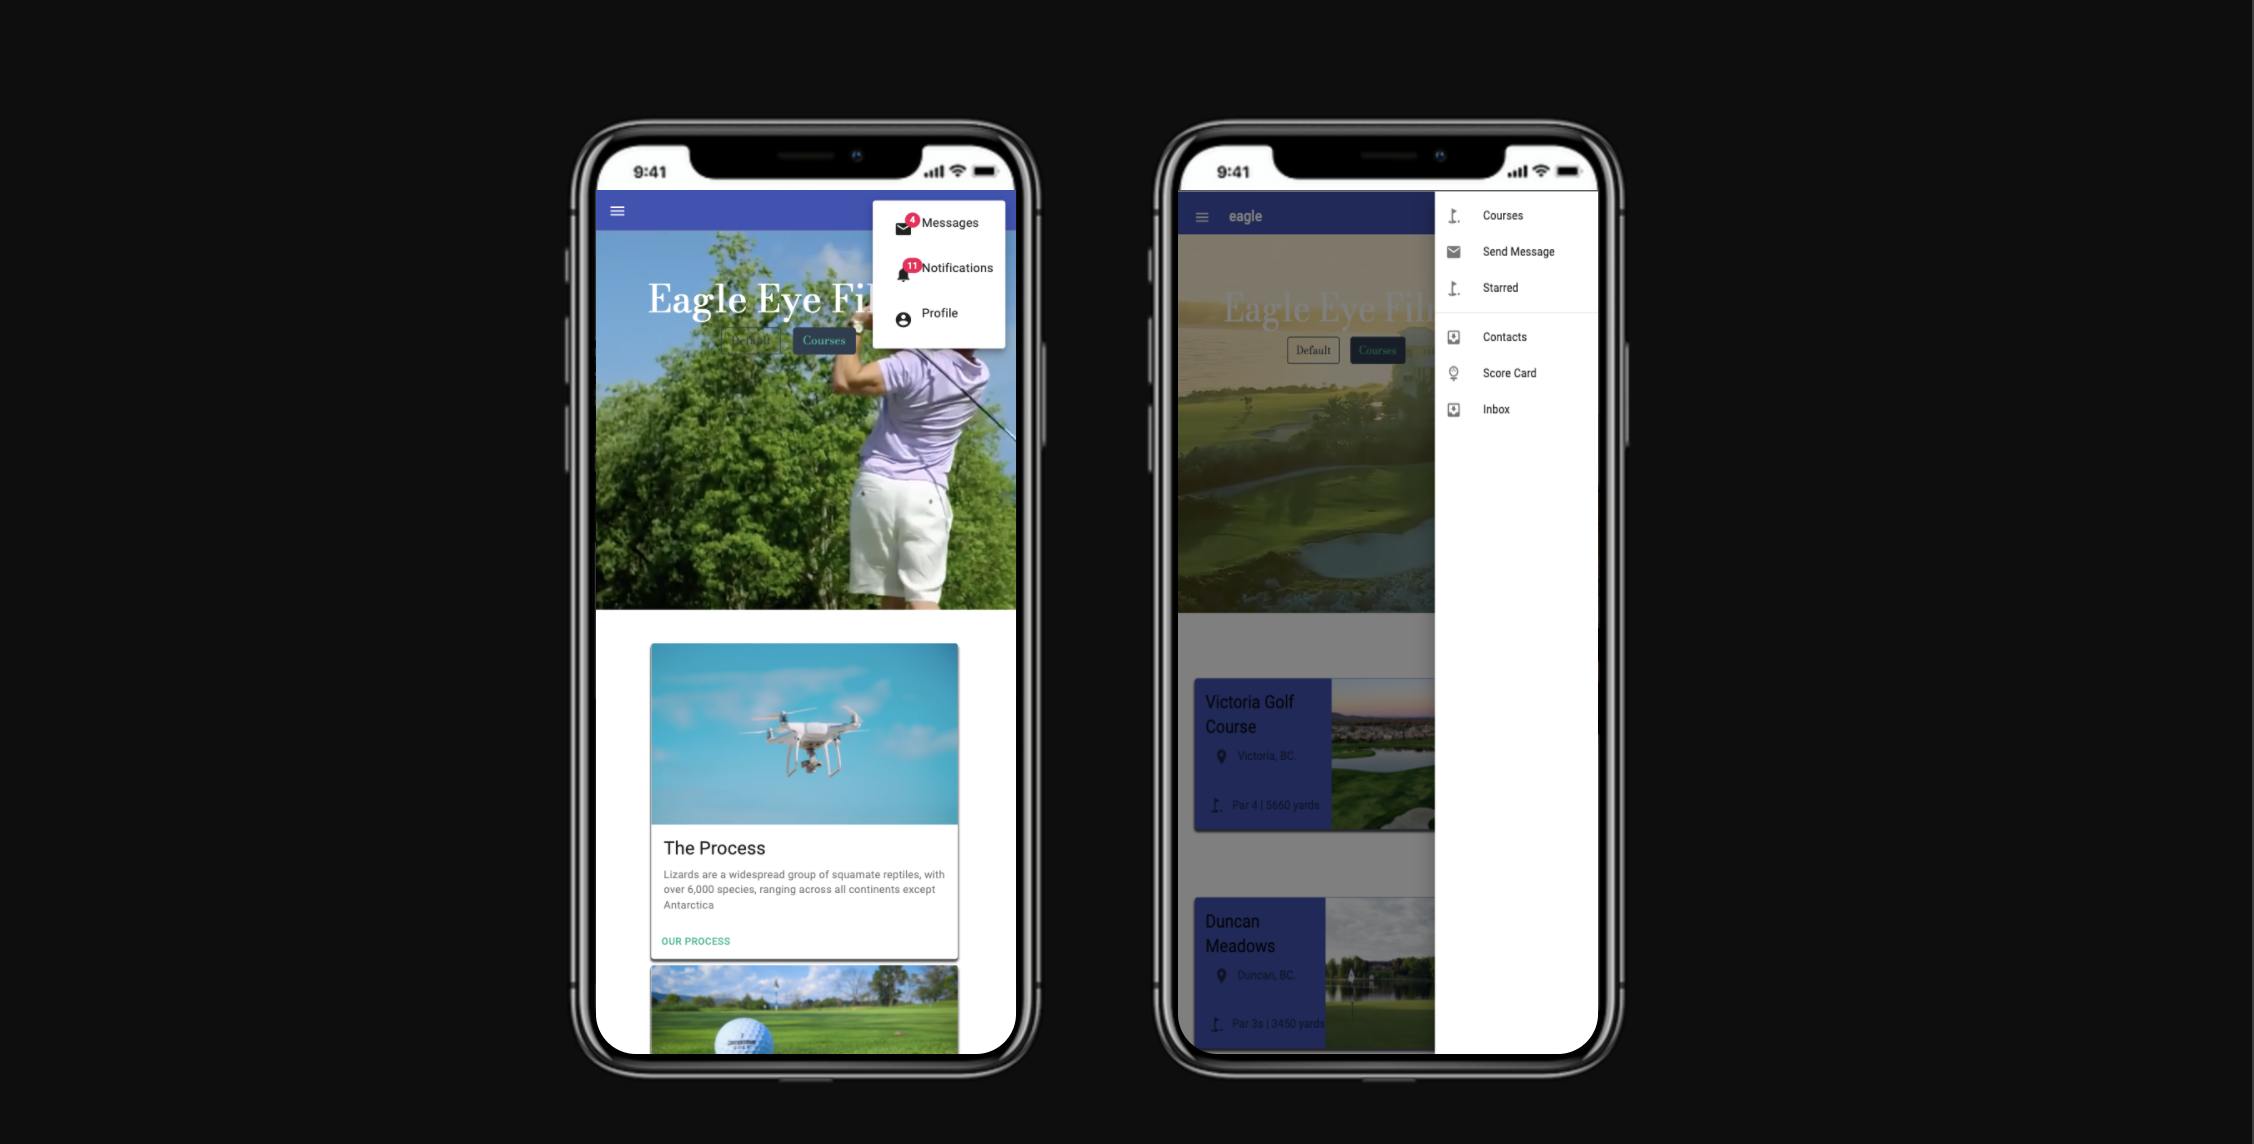 9:41
4
Messages
11
Notifications
Profile
Eagle Eye Fil
Default
Courses
The Process
Lizards are a widespread group of squamate reptiles, with
over 6,000 species, ranging across all continents except
Antarctica
OUR PROCESS
9:41
eagle
Eagle Eye Fil
Default
Courses
Victoria Golf
Course
Victoria, BC.
Par 4 | 5660 yards
Duncan
Meadows
Duncan, BC.
Par 3s | 3450 yards
Courses
Send Message
Starred
Contacts
Score Card
Inbox